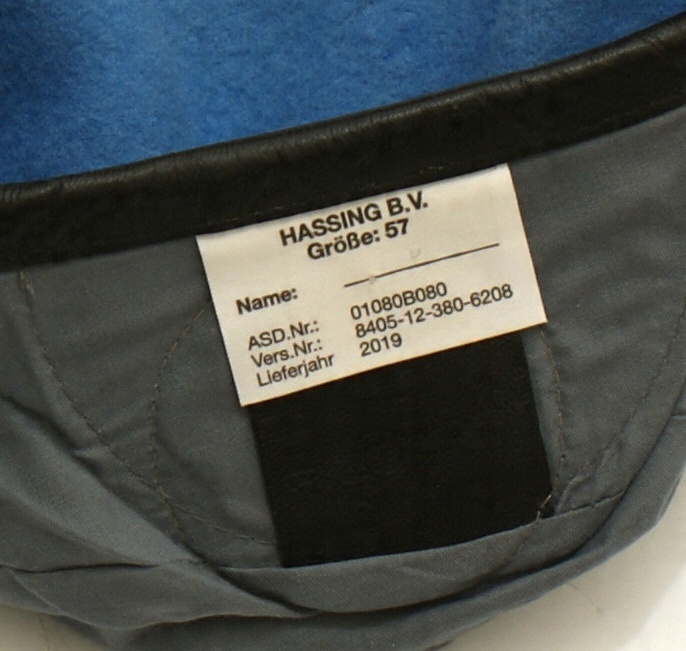 HASSING B.V.
Größe: 57
Name:
ASD.Nr.: 01080B080
Vers.Nr.: 8405-12-380-6208
Lieferjahr 2019